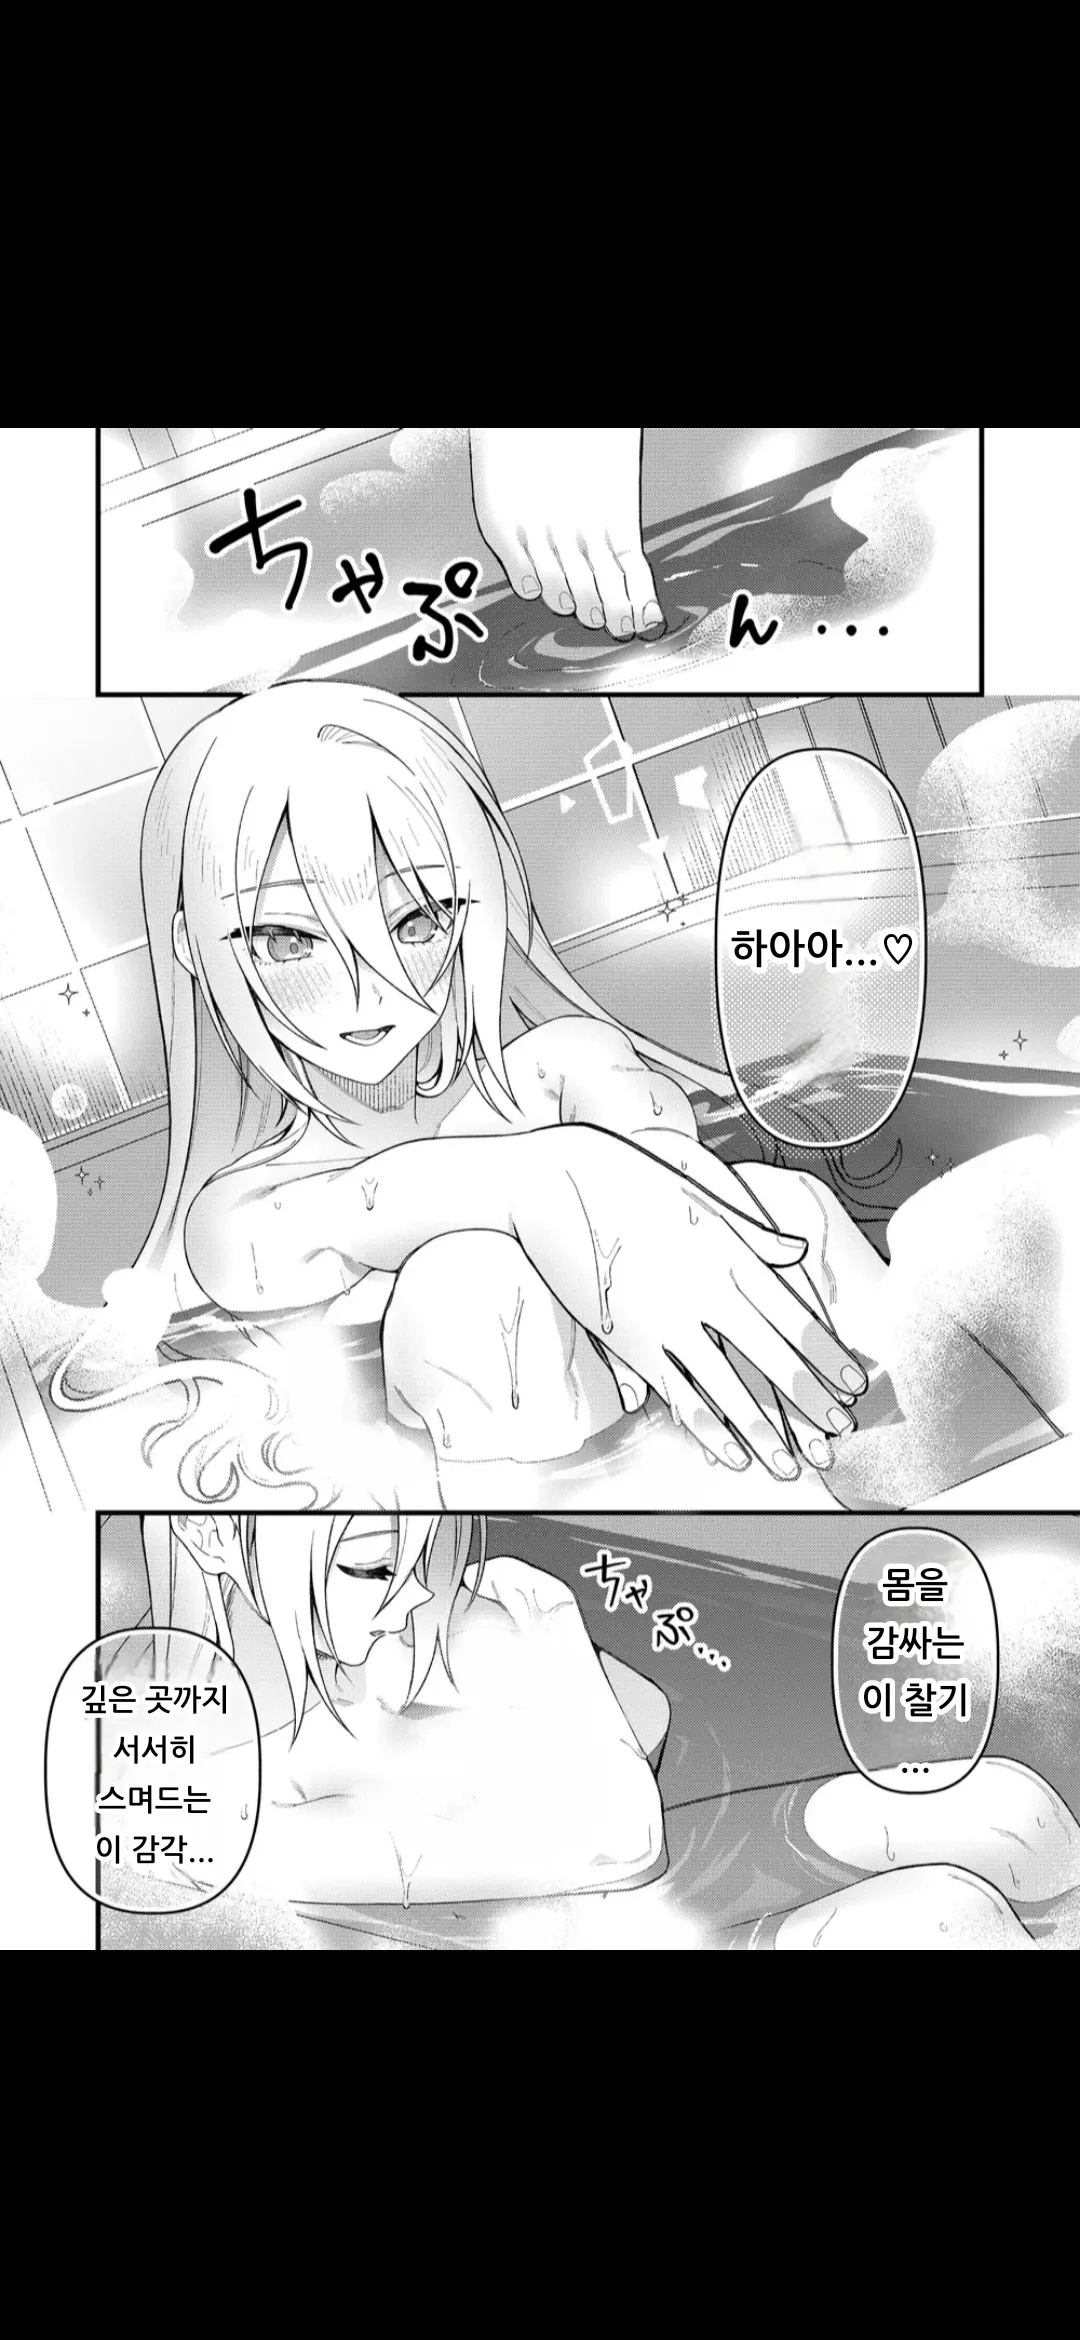 ちゃぷん...
하아아...♡
몸을
감싸는
이 찰기
...
ちゃぷ...
깊은 곳까지
서서히
스며드는
이 감각...